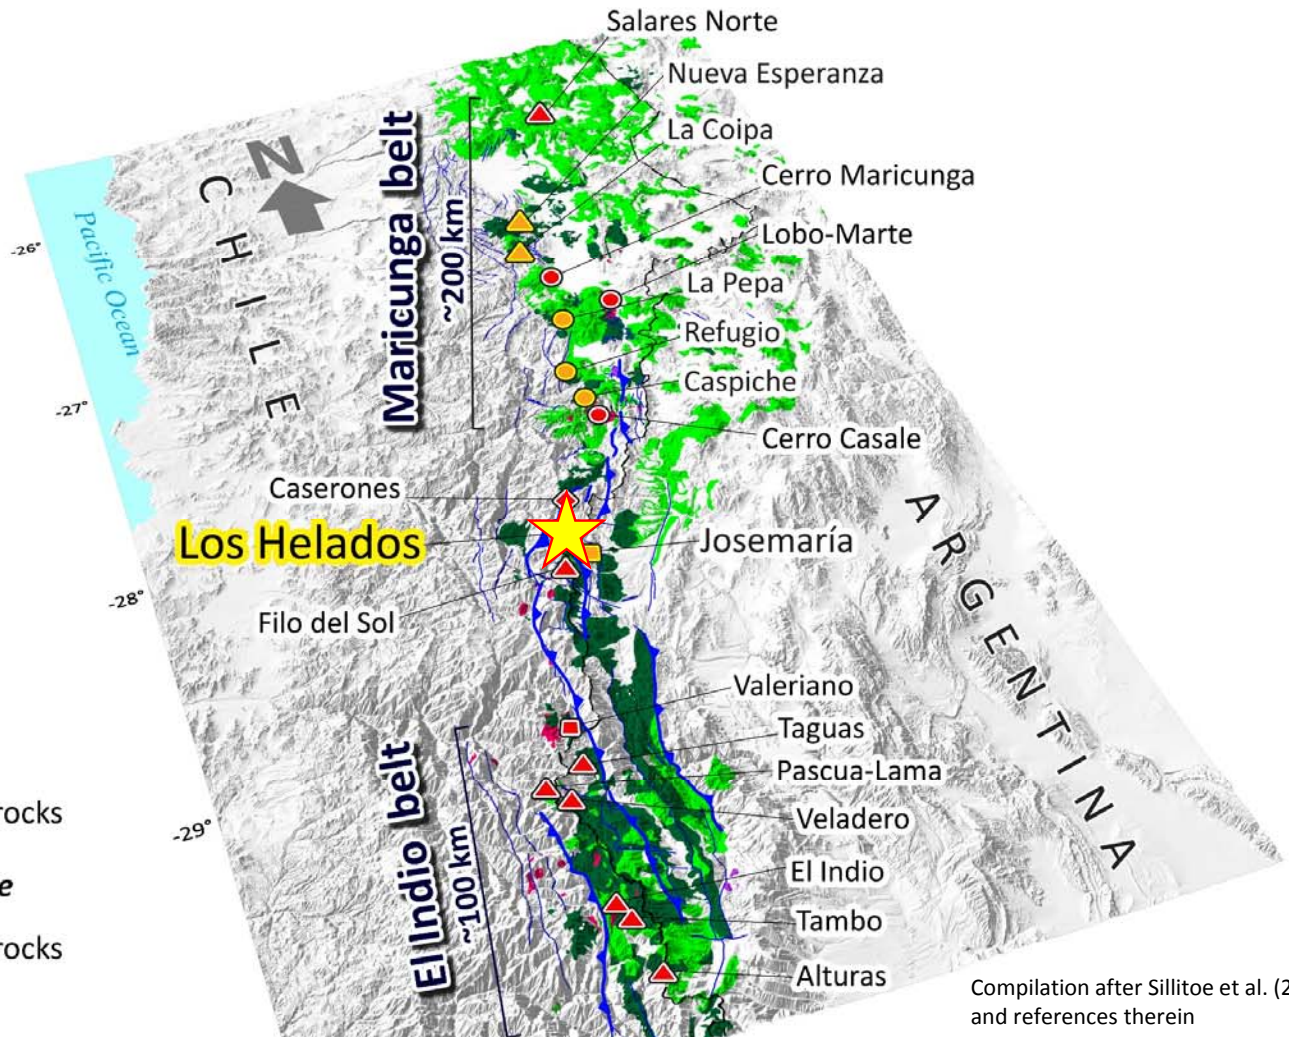 Salares Norte
Nueva Esperanza
La Coipa
Cerro Maricunga
Lobo-Marte
La Pepa
Refugio
Caspiche
Cerro Casale
N
CHILE
Pacific Ocean
-26°
-27°
-28°
-29°
Maricunga belt
~200 km
Caserones
Los Helados
Josemaría
Filo del Sol
ARGENTINA
Valeriano
Taguas
Pascua-Lama
Veladero
El Indio
Tambo
Alturas
El Indio belt
~100 km
rocks
e
rocks
Compilation after Sillitoe et al. (2
and references therein